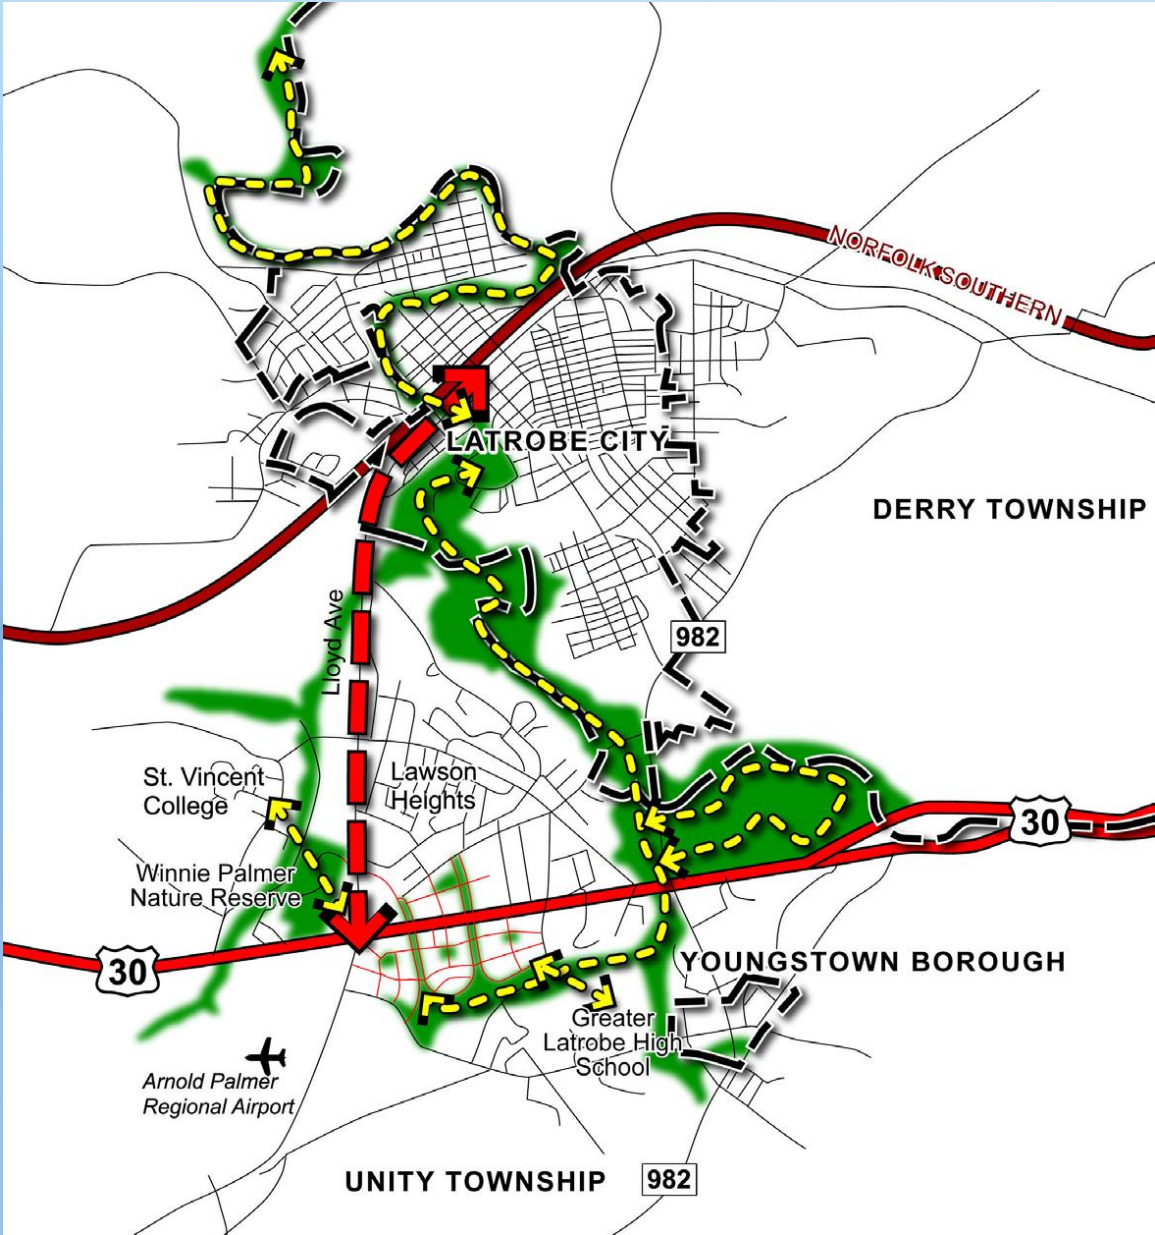 NORFOLK SOUTHERN
LATROBE CITY
DERRY TOWNSHIP
982
Lloyd Ave
St. Vincent
College
Lawson
Heights
30
Winnie Palmer
Nature Reserve
30
YOUNGSTOWN BOROUGH
Greater
Latrobe High
School
Arnold Palmer
Regional Airport
UNITY TOWNSHIP
982